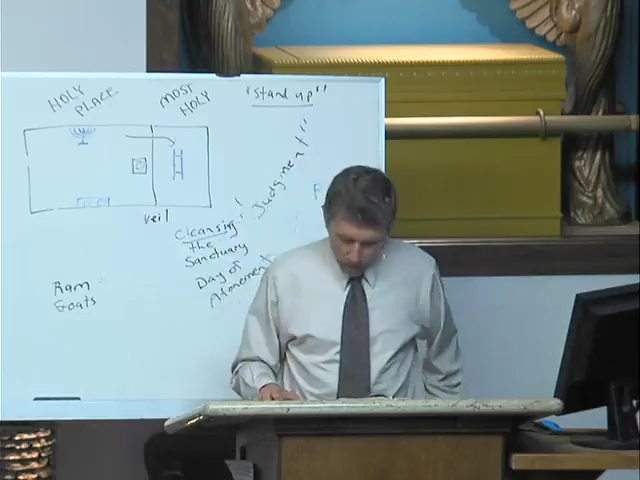 HOLY
PLACE
MOST
HOLY
"Stand up"
Judgment"
veil
Cleansing
the
Sanctuary
Day of
Atonement
Ram
Goats